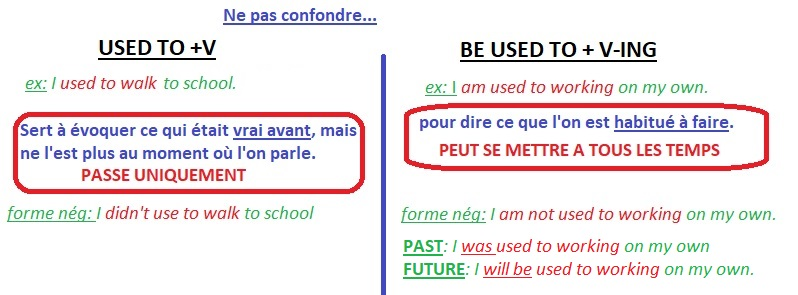 Ne pas confondre...
USED TO +V
ex: I used to walk to school.
Sert à évoquer ce qui était vrai avant, mais
ne l'est plus au moment où l'on parle.
PASSE UNIQUEMENT
forme nég: I didn't use to walk to school
BE USED TO + V-ING
ex: I am used to working on my own.
pour dire ce que l'on est habitué à faire.
PEUT SE METTRE A TOUS LES TEMPS
forme nég: I am not used to working on my own.
PAST: I was used to working on my own
FUTURE: I will be used to working on my own.